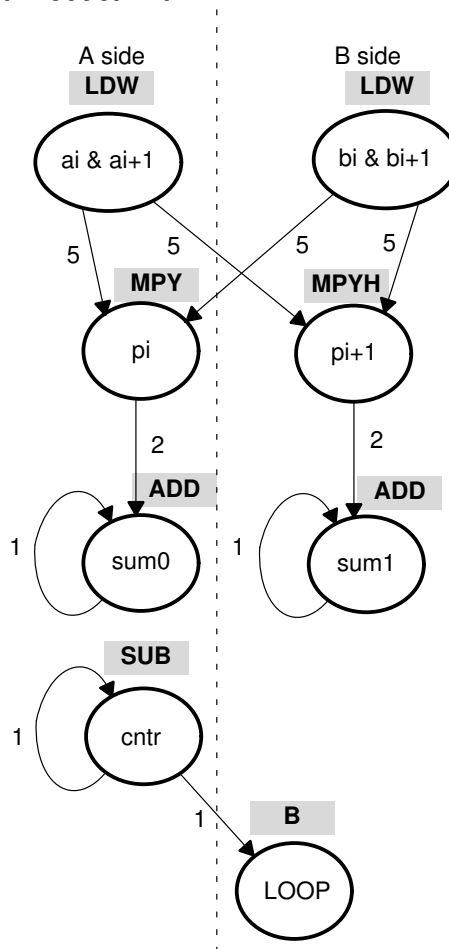 A side B side
LDW LDW
ai & ai+1 bi & bi+1
5 5 5 5
MPY MPYH
pi pi+1
2 2
ADD ADD
1 sum0 1 sum1
SUB
1 cntr
1 B
LOOP